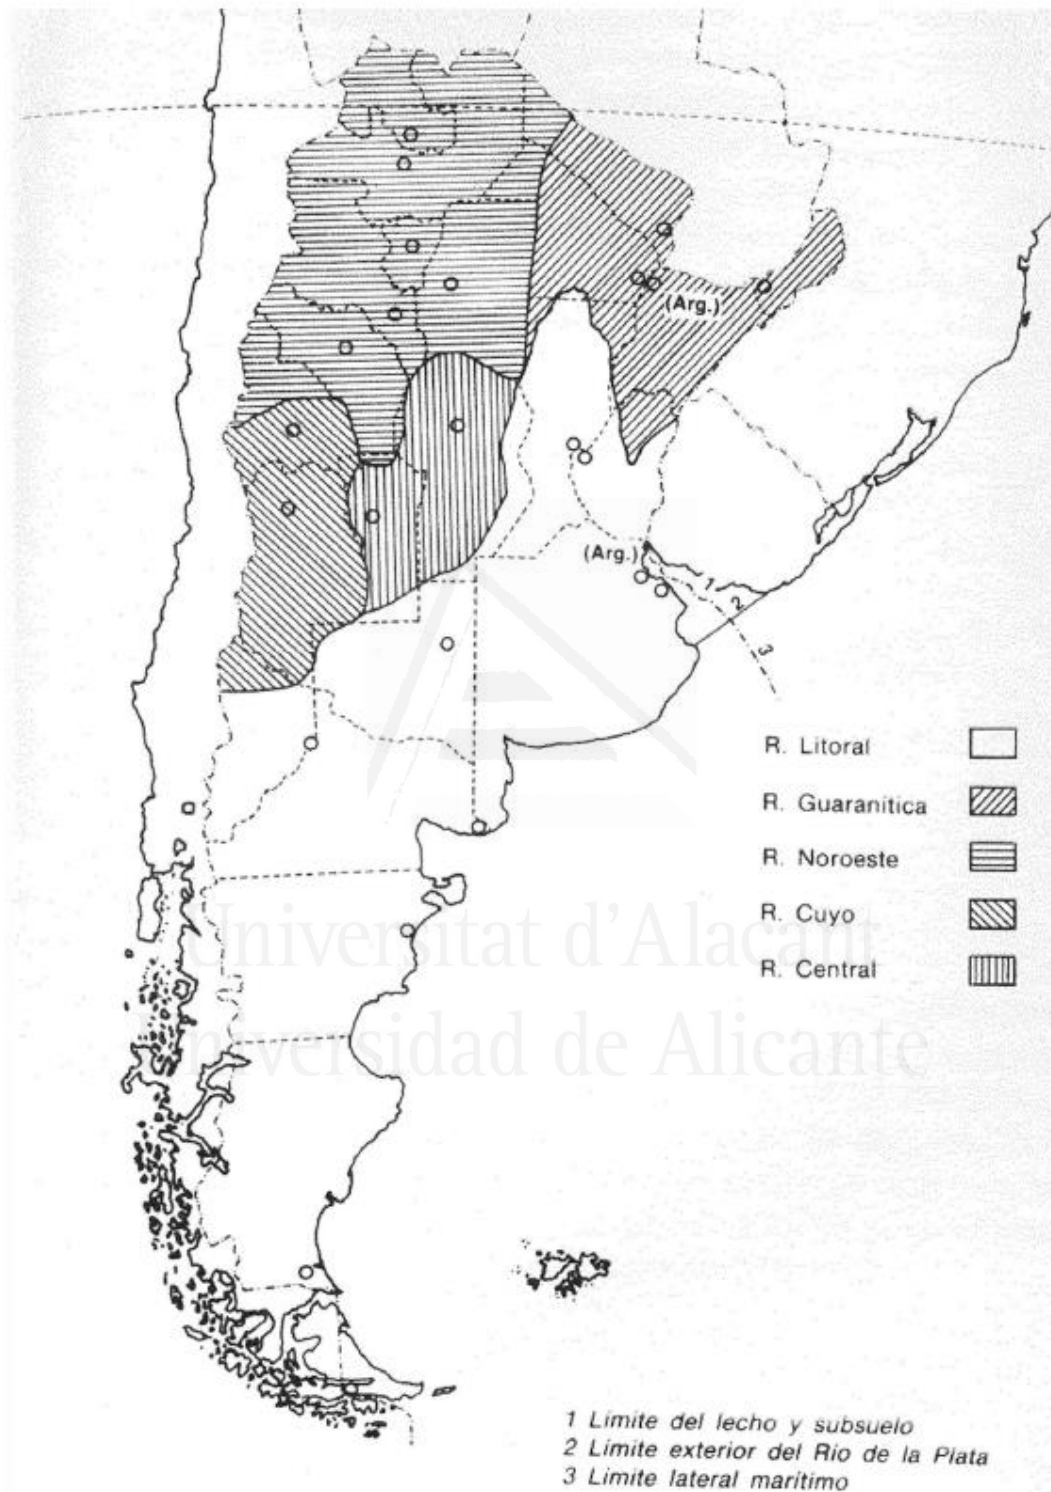 (Arg.)
(Arg.)
1
2
3
R. Litoral
R. Guaranítica
R. Noroeste
R. Cuyo
R. Central
Universitat d'Alacant
Universidad de Alicante
1 Límite del lecho y subsuelo
2 Límite exterior del Río de la Plata
3 Límite lateral marítimo